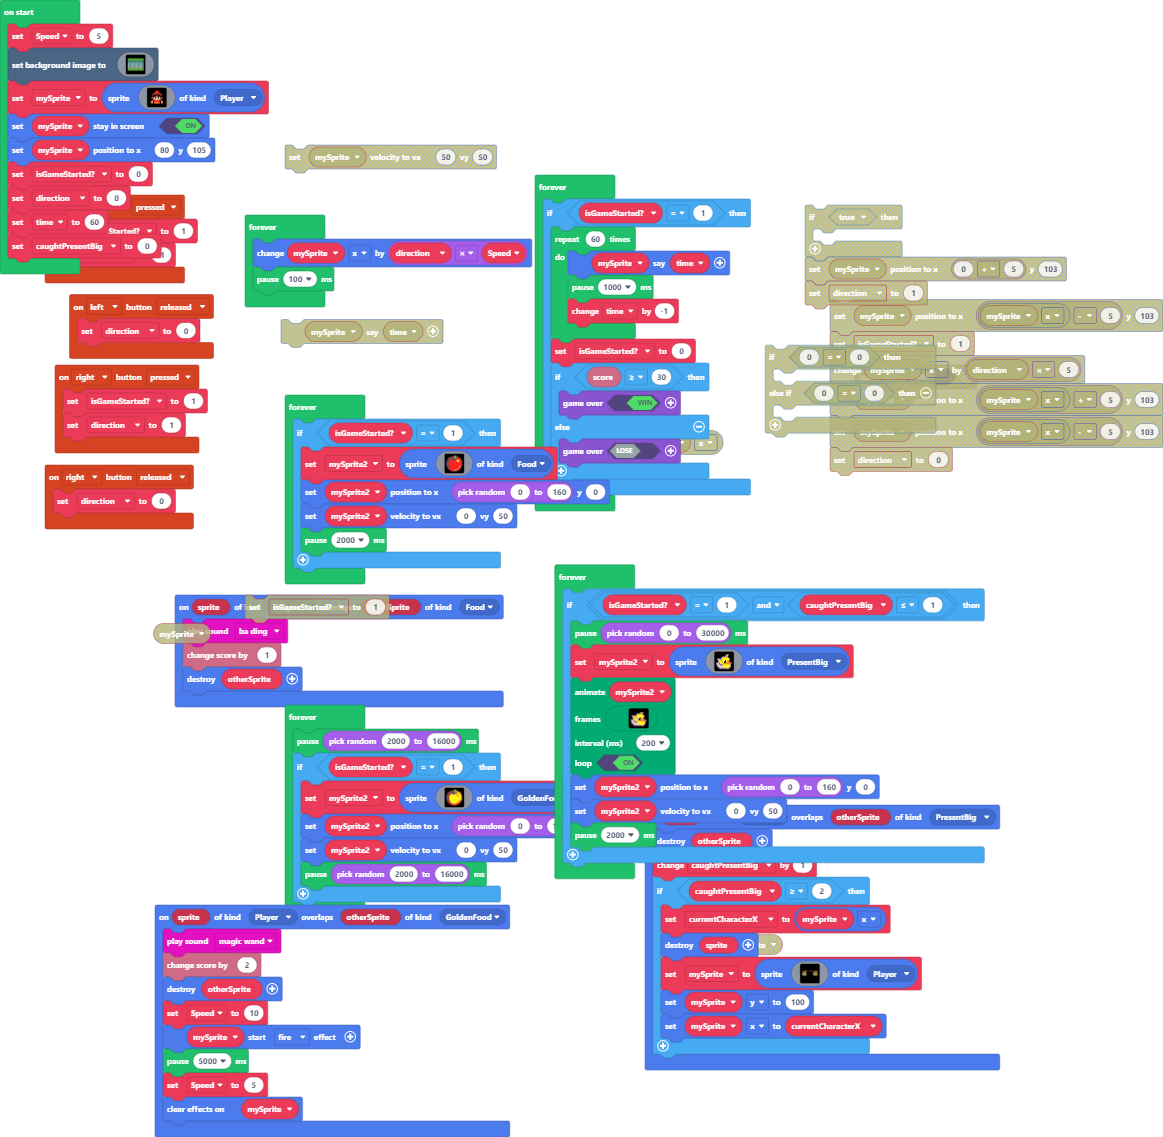 on start
set Speed to 5
set background image to
set mySprite to sprite of kind Player
set mySprite stay in screen ON
set mySprite position to x 80 y 105
set isGameStarted? to 0
set direction to 0
set time to 60
set caughtPresentBig to 0
pressed
Started? to 1
1
on left button released
set direction to 0
on right button pressed
set isGameStarted? to 1
set direction to 1
on right button released
set direction to 0
set mySprite velocity to vx 50 vy 50
forever
change mySprite x by direction x Speed
pause 100 ms
mySprite say time
forever
if isGameStarted? = 1 then
repeat 60 times
do mySprite say time
pause 1000 ms
change time by -1
set isGameStarted? to 0
if score ≥ 30 then
game over WIN
else
game over LOSE
x
if true then
set mySprite position to x 0 + 5 y 103
set direction to 1
set mySprite position to x mySprite x - 5 y 103
set isGameStarted? to 1
if 0 = 0 then
change mySprite x by direction x 5
else if 0 = 0 then
on to x mySprite x + 5 y 103
position to x mySprite x - 5 y 103
set direction to 0
forever
if isGameStarted? = 1 then
set mySprite2 to sprite of kind Food
set mySprite2 position to x pick random 0 to 160 y 0
set mySprite2 velocity to vx 0 vy 50
pause 2000 ms
on sprite of
set isGameStarted? to 1
Sprite of kind Food
mySprite
sound ba ding
change score by 1
destroy otherSprite
forever
pause pick random 2000 to 16000 ms
if isGameStarted? = 1 then
set mySprite2 to sprite of kind GoldenFoo
set mySprite2 position to x pick random 0 to
set mySprite2 velocity to vx 0 vy 50
pause pick random 2000 to 16000 ms
on sprite of kind Player overlaps otherSprite of kind GoldenFood
play sound magic wand
change score by 2
destroy otherSprite
set Speed to 10
mySprite start fire effect
pause 5000 ms
set Speed to 5
clear effects on mySprite
forever
if isGameStarted? = 1 and caughtPresentBig ≤ 1 then
pause pick random 0 to 30000 ms
set mySprite2 to sprite of kind PresentBig
animate mySprite2
frames
interval (ms) 200
loop ON
set mySprite2 position to x pick random 0 to 160 y 0
set mySprite2 velocity to vx 0 vy 50
pause 2000 ms
overlaps otherSprite of kind PresentBig
destroy otherSprite
change caughtPresentBig by 1
if caughtPresentBig ≥ 2 then
set currentCharacterX to mySprite x
destroy sprite
set mySprite to sprite of kind Player
set mySprite y to 100
set mySprite x to currentCharacterX